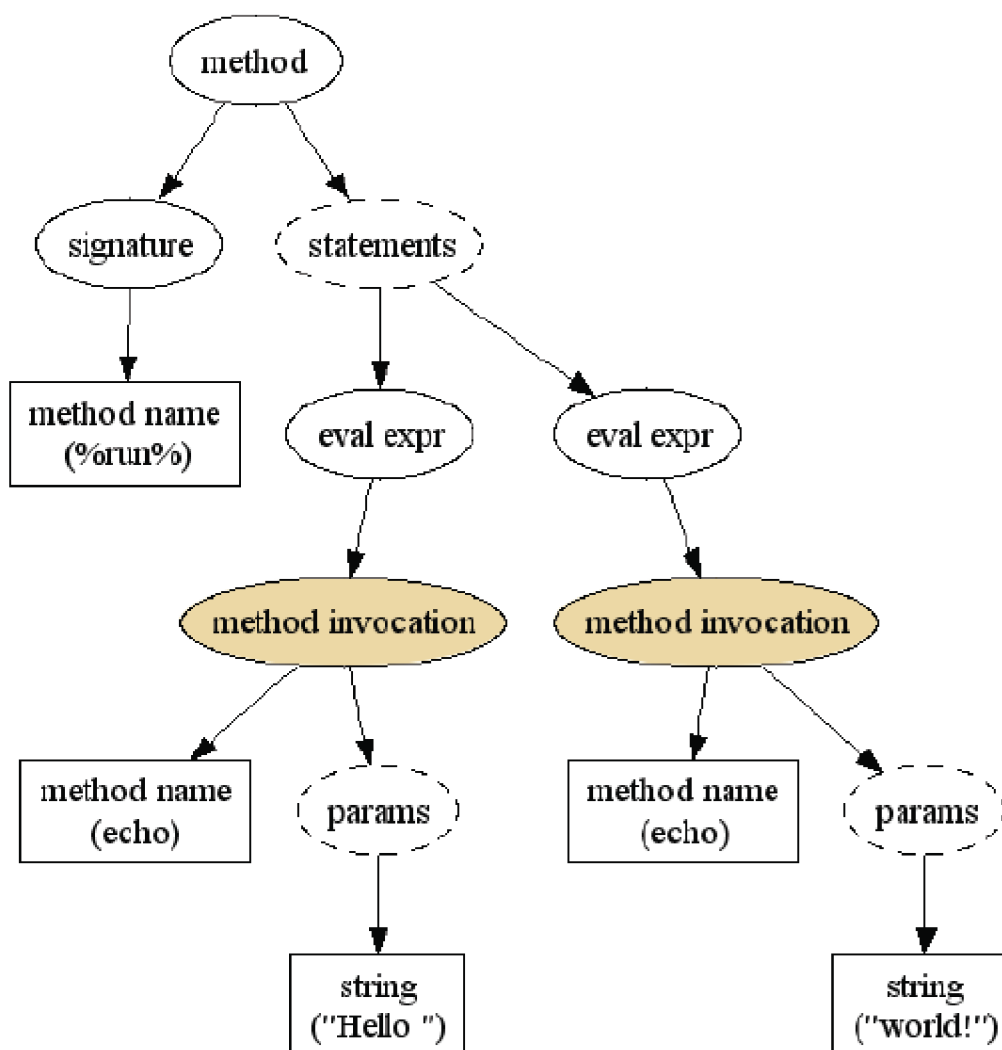 method
signature
statements
method name
(%run%)
eval expr
eval expr
method invocation
method invocation
method name
(echo)
params
method name
(echo)
params
string
("Hello ")
string
("world!")